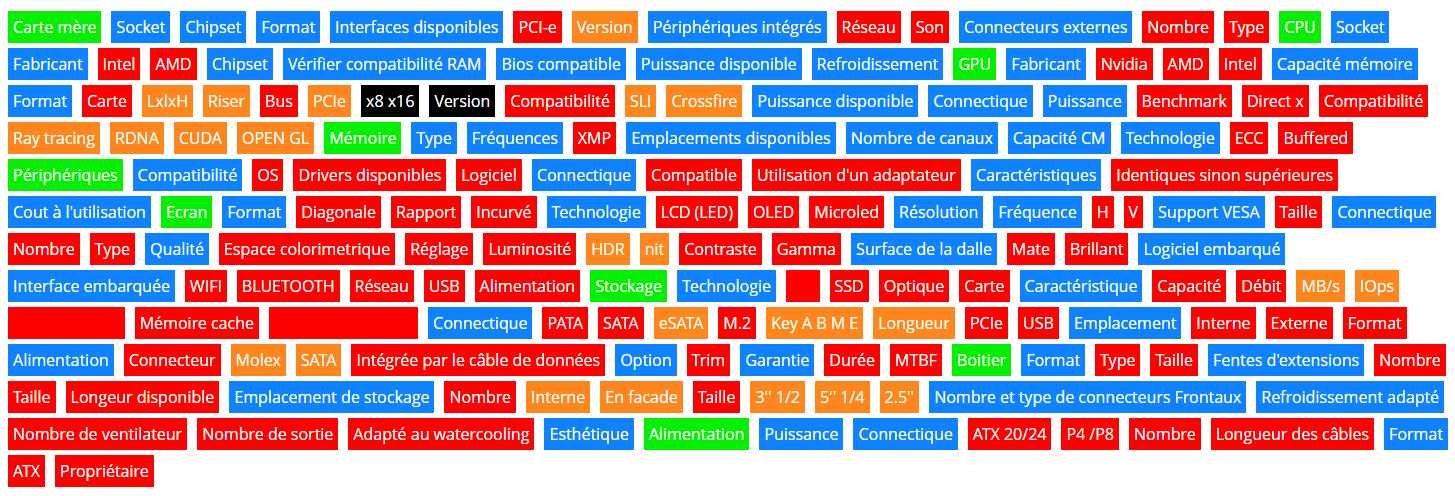 Carte mère Socket Chipset Format Interfaces disponibles PCI-e Version Périphériques intégrés Réseau Son Connecteurs externes Nombre Type CPU Socket
Fabricant Intel AMD Chipset Vérifier compatibilité RAM Bios compatible Puissance disponible Refroidissement GPU Fabricant Nvidia AMD Intel Capacité mémoire
Format Carte LxlxH Riser Bus PCIe x8 x16 Version Compatibilité SLI Crossfire Puissance disponible Connectique Puissance Benchmark Direct x Compatibilité
Ray tracing RDNA CUDA OPEN GL Mémoire Type Fréquences XMP Emplacements disponibles Nombre de canaux Capacité CM Technologie ECC Buffered
Périphériques Compatibilité OS Drivers disponibles Logiciel Connectique Compatible Utilisation d'un adaptateur Caractéristiques Identiques sinon supérieures
Cout à l'utilisation Ecran Format Diagonale Rapport Incurvé Technologie LCD (LED) OLED Microled Résolution Fréquence H V Support VESA Taille Connectique
Nombre Type Qualité Espace colorimetrique Réglage Luminosité HDR nit Contraste Gamma Surface de la dalle Mate Brillant Logiciel embarqué
Interface embarquée WIFI BLUETOOTH Réseau USB Alimentation Stockage Technologie SSD Optique Carte Caractéristique Capacité Débit MB/s IOps
Mémoire cache Connectique PATA SATA eSATA M.2 Key A B M E Longueur PCIe USB Emplacement Interne Externe Format
Alimentation Connecteur Molex SATA Intégrée par le câble de données Option Trim Garantie Durée MTBF Boitier Format Type Taille Fentes d'extensions Nombre
Taille Longeur disponible Emplacement de stockage Nombre Interne En facade Taille 3'' 1/2 5'' 1/4 2.5'' Nombre et type de connecteurs Frontaux Refroidissement adapté
Nombre de ventilateur Nombre de sortie Adapté au watercooling Esthétique Alimentation Puissance Connectique ATX 20/24 P4 /P8 Nombre Longueur des câbles Format
ATX Propriétaire